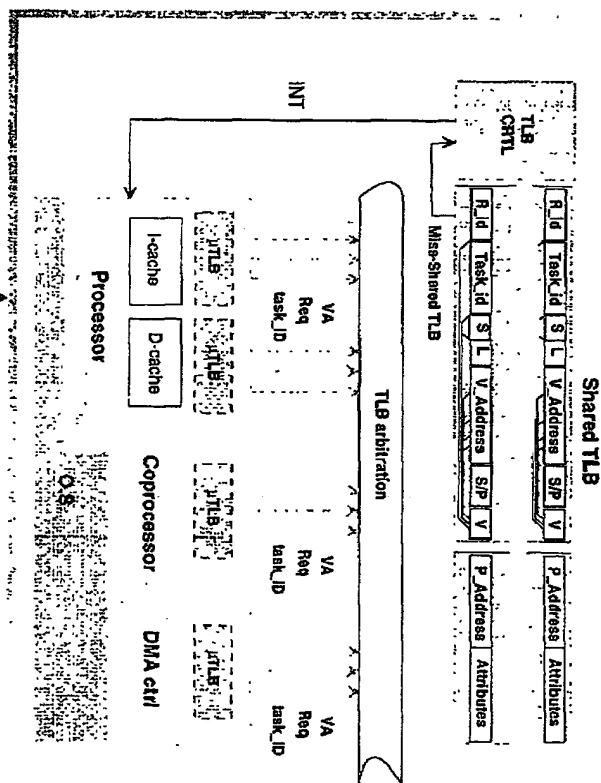 Shared TLB
TLB
CRTL
R_id Task_id S L V_Address S/P V P_Address Attributes
R_id Task_id S L V_Address S/P V P_Address Attributes
Miss-Shared TLB
INT
TLB arbitration
VA
Req
task_ID
VA
Req
task_ID
VA
Req
task_ID
µTLB
µTLB
µTLB
µTLB
I-cache
D-cache
Processor
Coprocessor
DMA ctrl
O.S